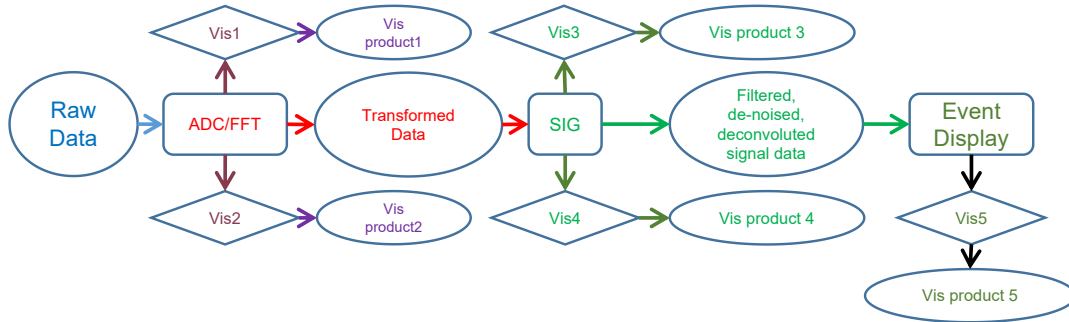 Vis1
Vis
product1
Vis3
Vis product 3
Raw
Data
ADC/FFT
Transformed
Data
SIG
Filtered,
de-noised,
deconvoluted
signal data
Event
Display
Vis2
Vis
product2
Vis4
Vis product 4
Vis5
Vis product 5